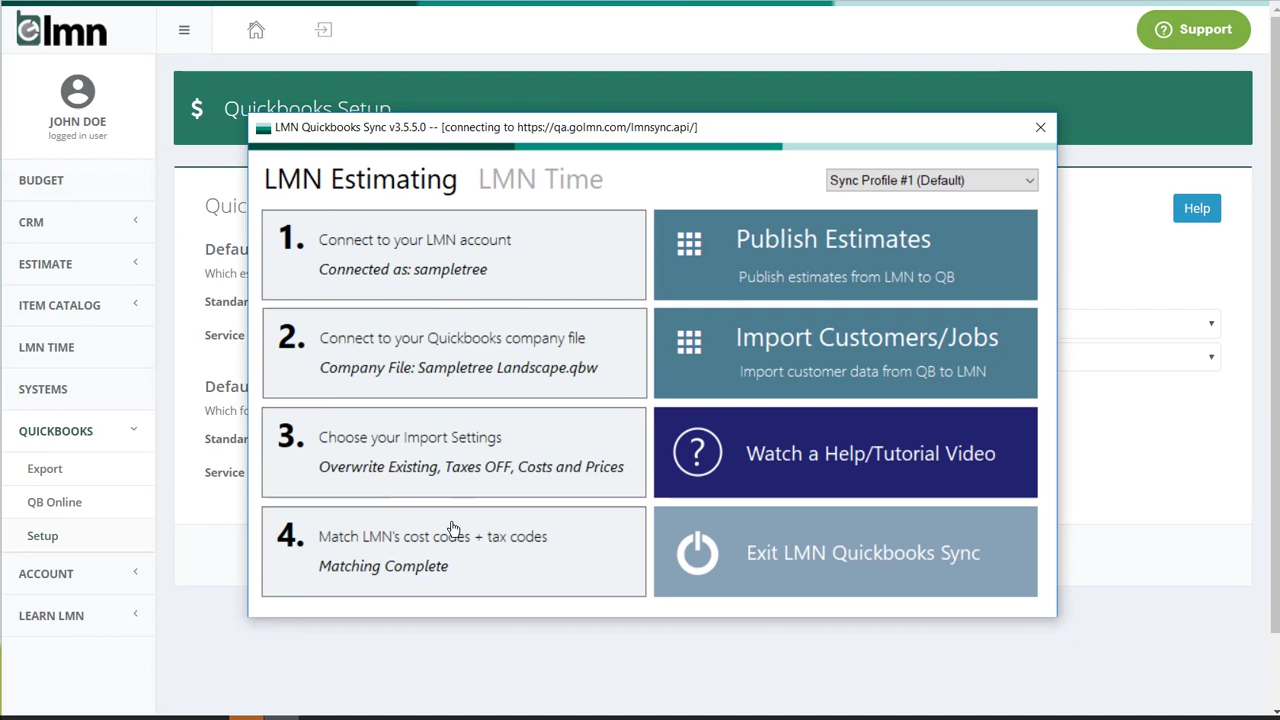 lmn
Support
JOHN DOE
logged in user
BUDGET
CRM
ESTIMATE
ITEM CATALOG
LMN TIME
SYSTEMS
QUICKBOOKS
Export
QB Online
Setup
ACCOUNT
LEARN LMN
$ Quickbooks Setup
Quic
Help
Defau
Which es
Standar
Service
Defau
Which fo
Standar
Service
LMN Quickbooks Sync v3.5.5.0 -- [connecting to https://qa.golmn.com/lmnsync.api/]
LMN Estimating LMN Time
Sync Profile #1 (Default)
1. Connect to your LMN account
Connected as: sampletree
2. Connect to your Quickbooks company file
Company File: Sampletree Landscape.qbw
3. Choose your Import Settings
Overwrite Existing, Taxes OFF, Costs and Prices
4. Match LMN's cost codes + tax codes
Matching Complete
Publish Estimates
Publish estimates from LMN to QB
Import Customers/Jobs
Import customer data from QB to LMN
? Watch a Help/Tutorial Video
Exit LMN Quickbooks Sync